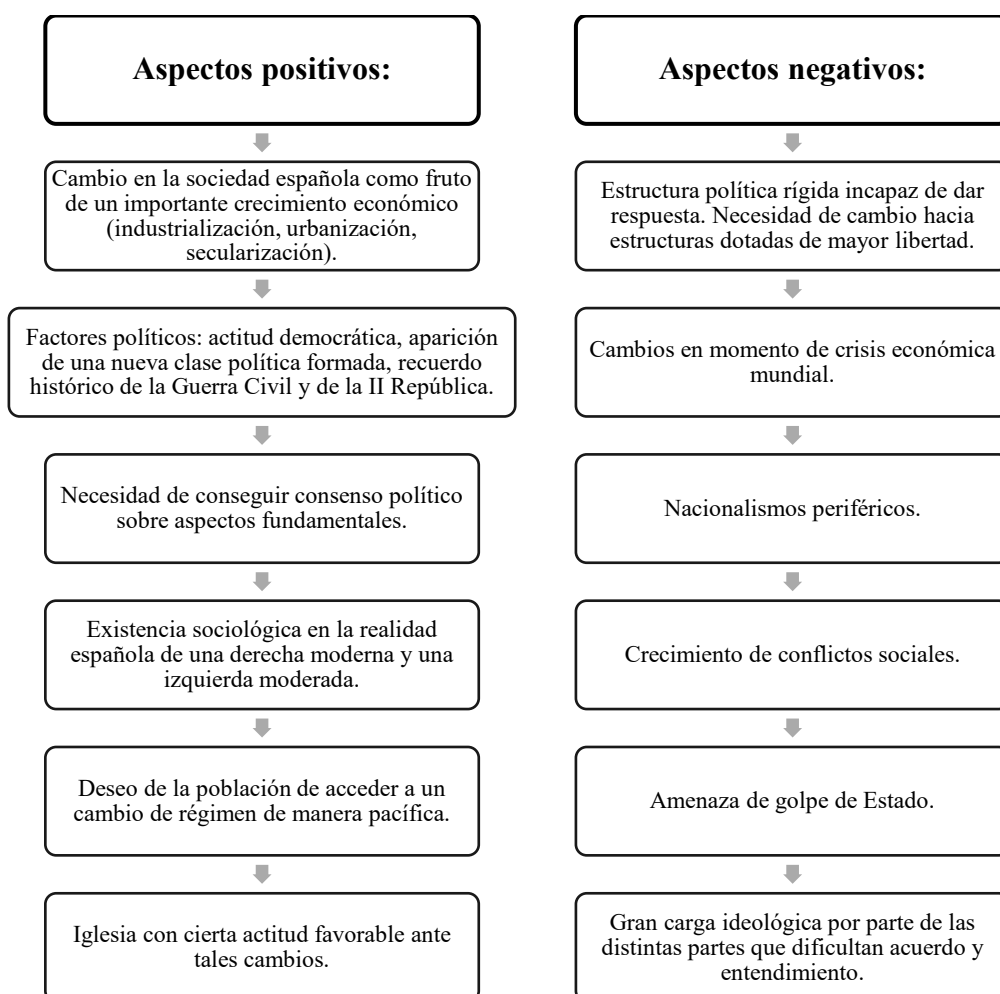 Aspectos positivos:
Cambio en la sociedad española como fruto
de un importante crecimiento económico
(industrialización, urbanización,
secularización).
Factores políticos: actitud democrática, aparición
de una nueva clase política formada, recuerdo
histórico de la Guerra Civil y de la II República.
Necesidad de conseguir consenso político
sobre aspectos fundamentales.
Existencia sociológica en la realidad
española de una derecha moderna y una
izquierda moderada.
Deseo de la población de acceder a un
cambio de régimen de manera pacífica.
Iglesia con cierta actitud favorable ante
tales cambios.
Aspectos negativos:
Estructura política rígida incapaz de dar
respuesta. Necesidad de cambio hacia
estructuras dotadas de mayor libertad.
Cambios en momento de crisis económica
mundial.
Nacionalismos periféricos.
Crecimiento de conflictos sociales.
Amenaza de golpe de Estado.
Gran carga ideológica por parte de las
distintas partes que dificultan acuerdo y
entendimiento.